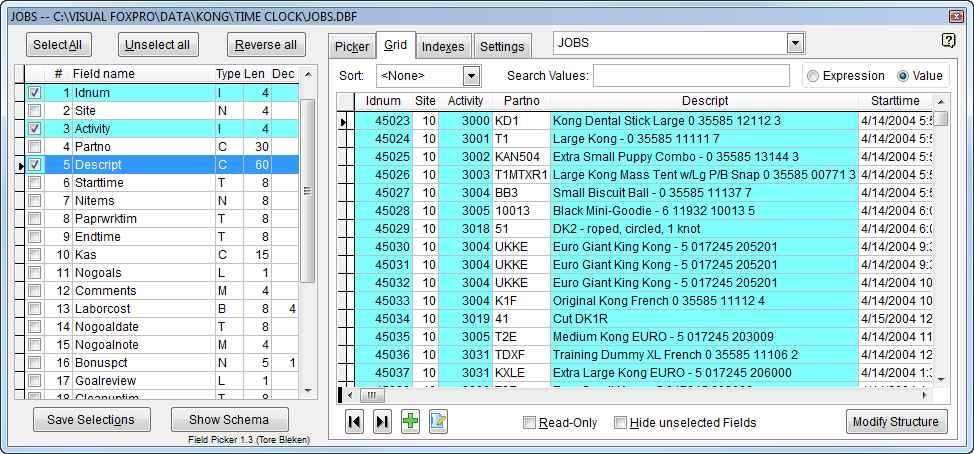 JOBS -- C:\VISUAL FOXPRO\DATA\KONG\TIME CLOCK\JOBS.DBF
Select All Unselect all Reverse all
# Field name Type Len Dec
1 Idnum I 4
2 Site N 4
3 Activity I 4
4 Partno C 30
5 Descript C 60
6 Starttime T 8
7 Nitems N 8
8 Paprwrktim T 8
9 Endtime T 8
10 Kas C 15
11 Nogoals L 1
12 Comments M 4
13 Laborcost B 8 4
14 Nogoaldate T 8
15 Nogoalnote M 4
16 Bonuspct N 5 1
17 Goalreview L 1
18 Cleanuptim T 8
Save Selections Show Schema
Field Picker 1.3 (Tore Bleken)
Picker Grid Indexes Settings JOBS
Sort: <None> Search Values: Expression Value
Idnum Site Activity Partno Descript Starttime
45023 10 3000 KD1 Kong Dental Stick Large 0 35585 12112 3 4/14/2004 5:5
45024 10 3001 T1 Large Kong - 0 35585 11111 7 4/14/2004 5:5
45025 10 3002 KAN504 Extra Small Puppy Combo - 0 35585 13144 3 4/14/2004 5:5
45026 10 3003 T1MTXR1 Large Kong Mass Tent w/Lg P/B Snap 0 35585 00771 3 4/14/2004 5:5
45027 10 3004 BB3 Small Biscuit Ball - 0 35585 11137 7 4/14/2004 5:5
45028 10 3005 10013 Black Mini-Goodie - 6 11932 10013 5 4/14/2004 6:0
45029 10 3018 51 DK2 - roped, circled, 1 knot 4/14/2004 6:0
45030 10 3004 UKKE Euro Giant King Kong - 5 017245 205201 4/14/2004 9:3
45031 10 3004 UKKE Euro Giant King Kong - 5 017245 205201 4/14/2004 9:3
45032 10 3004 UKKE Euro Giant King Kong - 5 017245 205201 4/14/2004 9:3
45033 10 3004 K1F Original Kong French 0 35585 11112 4 4/14/2004 10
45034 10 3019 41 Cut DK1R 4/15/2004 12
45035 10 3005 T2E Medium Kong EURO - 5 017245 203009 4/14/2004 11
45036 10 3031 TDXF Training Dummy XL French 0 35585 11106 2 4/14/2004 12
45037 10 3031 KXLE Extra Large Kong EURO - 5 017245 206000 4/14/2004 1:
Read-Only Hide unselected Fields Modify Structure